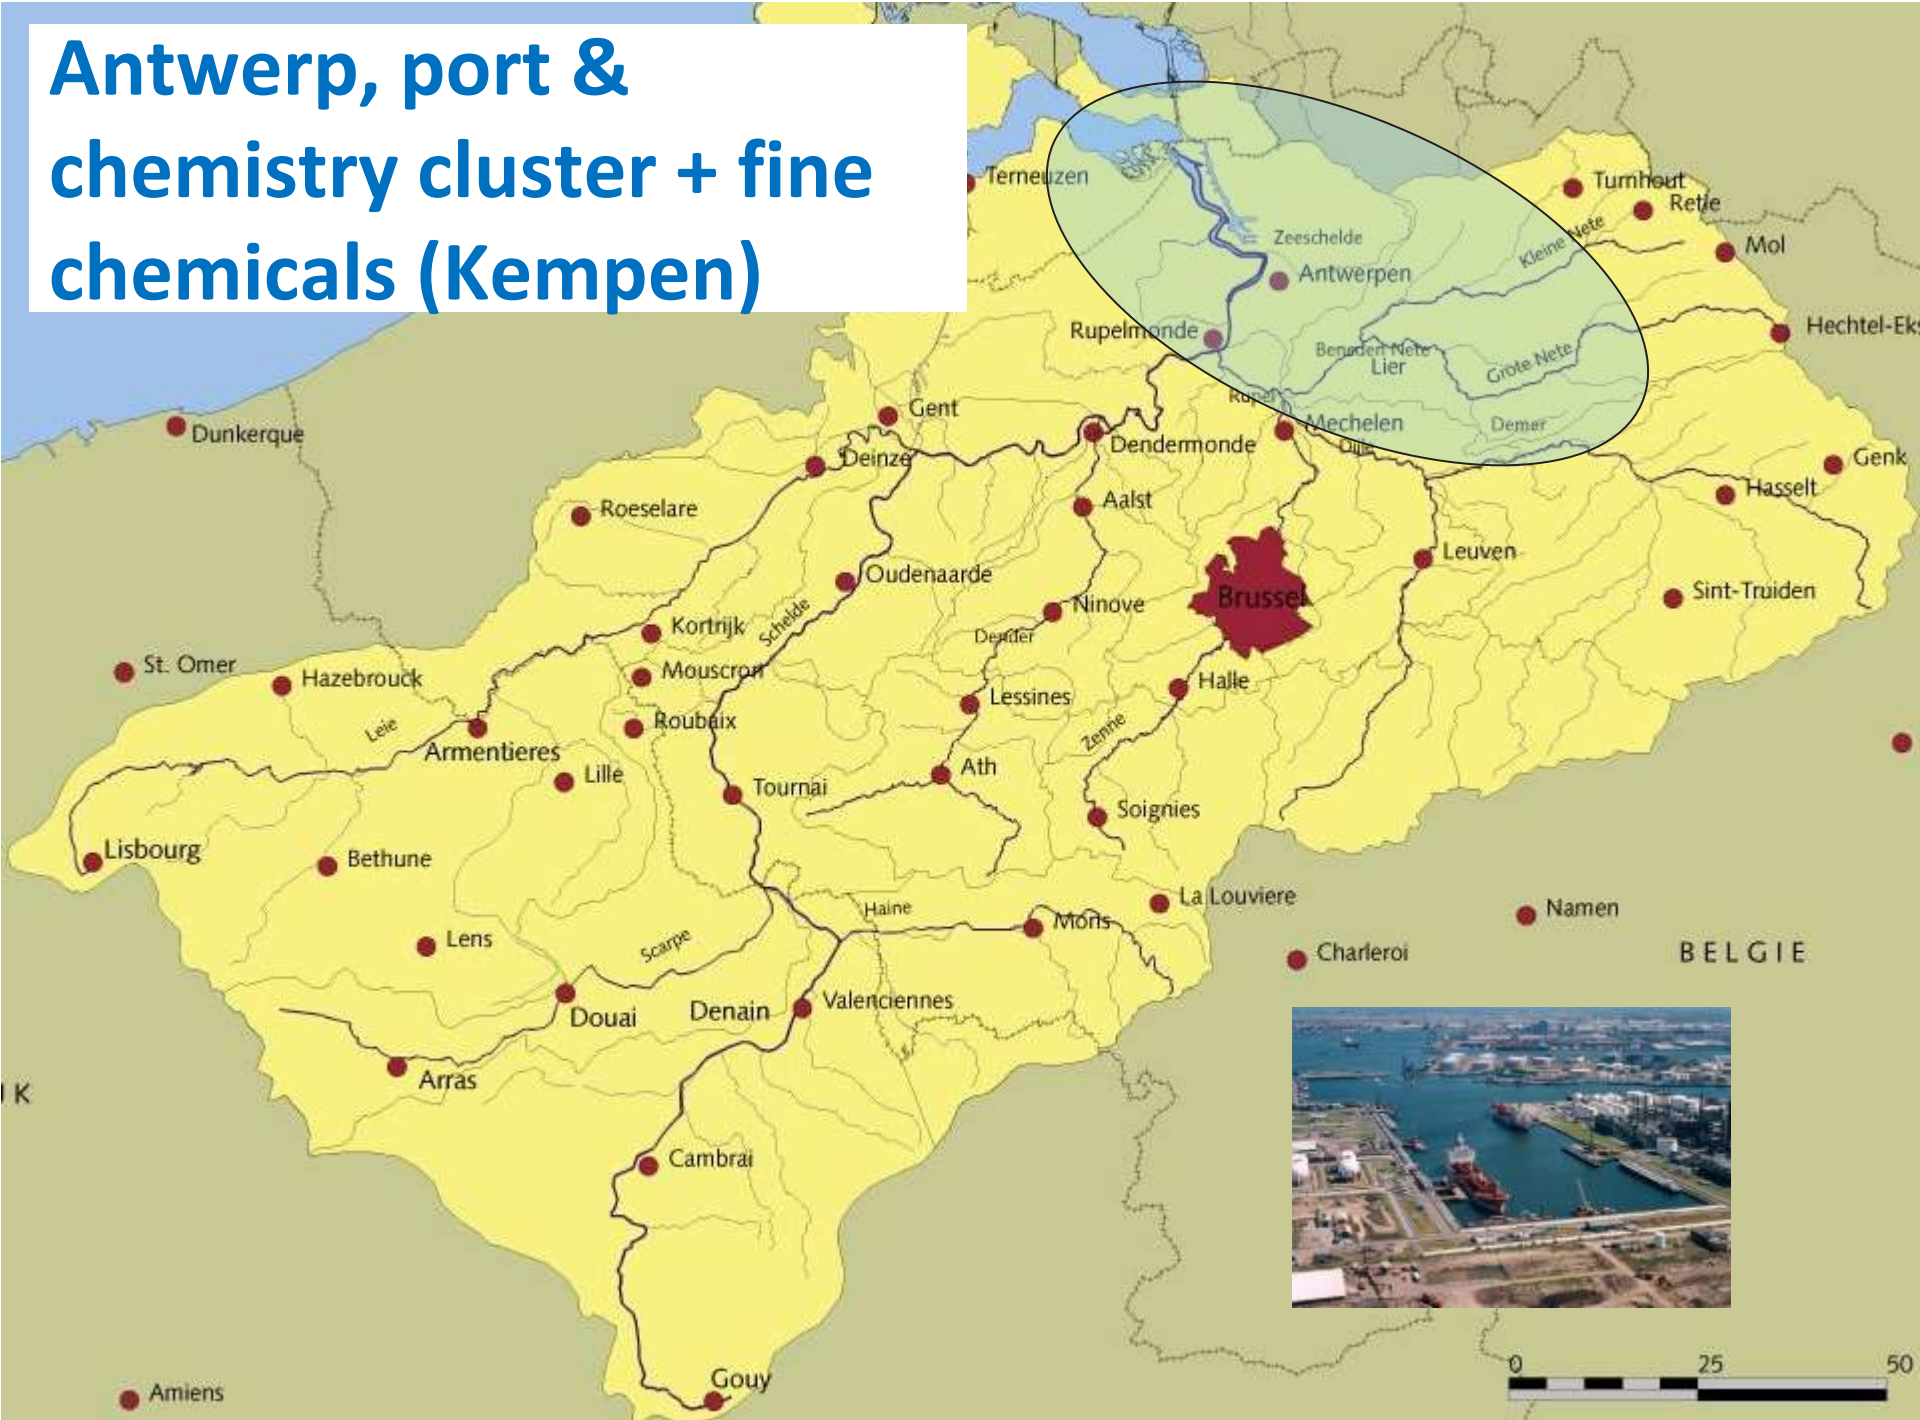 Antwerp, port &
chemistry cluster + fine
chemicals (Kempen)
Terneuzen
Turnhout
Retie
Kleine Nete
Mol
Zeeschelde
Antwerpen
Rupelmonde
Hechtel-Eks
Beneden Nete
Lier
Grote Nete
Rupel
Gent
Mechelen
Demer
Dunkerque
Dendermonde
Dijle
Deinze
Genk
Hasselt
Aalst
Roeselare
Leuven
Oudenaarde
Brussel
Sint-Truiden
Ninove
Schelde
Kortrijk
Dender
St. Omer
Hazebrouck
Mouscron
Halle
Lessines
Roubaix
Leie
Zenne
Armentieres
Lille
Ath
Tournai
Soignies
Lisbourg
Bethune
La Louviere
Haine
Mons
Namen
Lens
Scarpe
Charleroi
BELGIE
Valenciennes
Denain
Douai
Arras
K
Cambrai
0 25 50
Gouy
Amiens